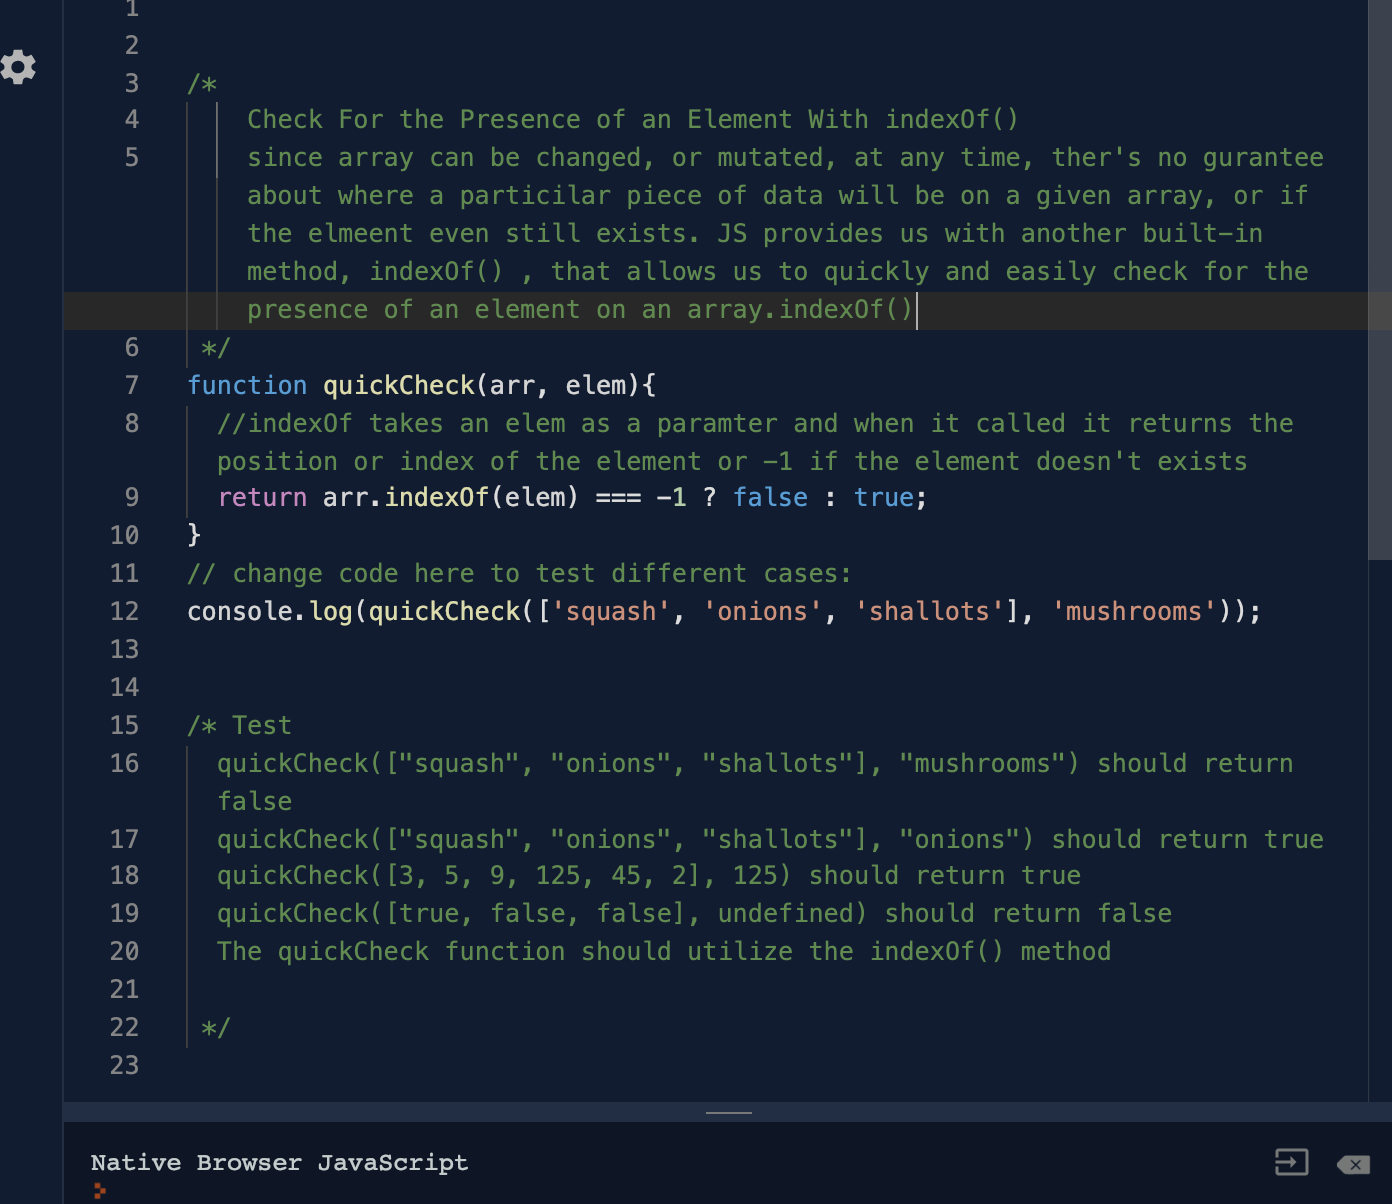 1
2
3 /*
4 Check For the Presence of an Element With indexOf()
5 since array can be changed, or mutated, at any time, ther's no gurantee
about where a particilar piece of data will be on a given array, or if
the elmeent even still exists. JS provides us with another built-in
method, indexOf() , that allows us to quickly and easily check for the
presence of an element on an array.indexOf()
6 */
7 function quickCheck(arr, elem){
8 //indexOf takes an elem as a paramter and when it called it returns the
position or index of the element or -1 if the element doesn't exists
9 return arr.indexOf(elem) === -1 ? false : true;
10 }
11 // change code here to test different cases:
12 console.log(quickCheck(['squash', 'onions', 'shallots'], 'mushrooms'));
13
14
15 /* Test
16 quickCheck(["squash", "onions", "shallots"], "mushrooms") should return
false
17 quickCheck(["squash", "onions", "shallots"], "onions") should return true
18 quickCheck([3, 5, 9, 125, 45, 2], 125) should return true
19 quickCheck([true, false, false], undefined) should return false
20 The quickCheck function should utilize the indexOf() method
21
22 */
23
Native Browser JavaScript